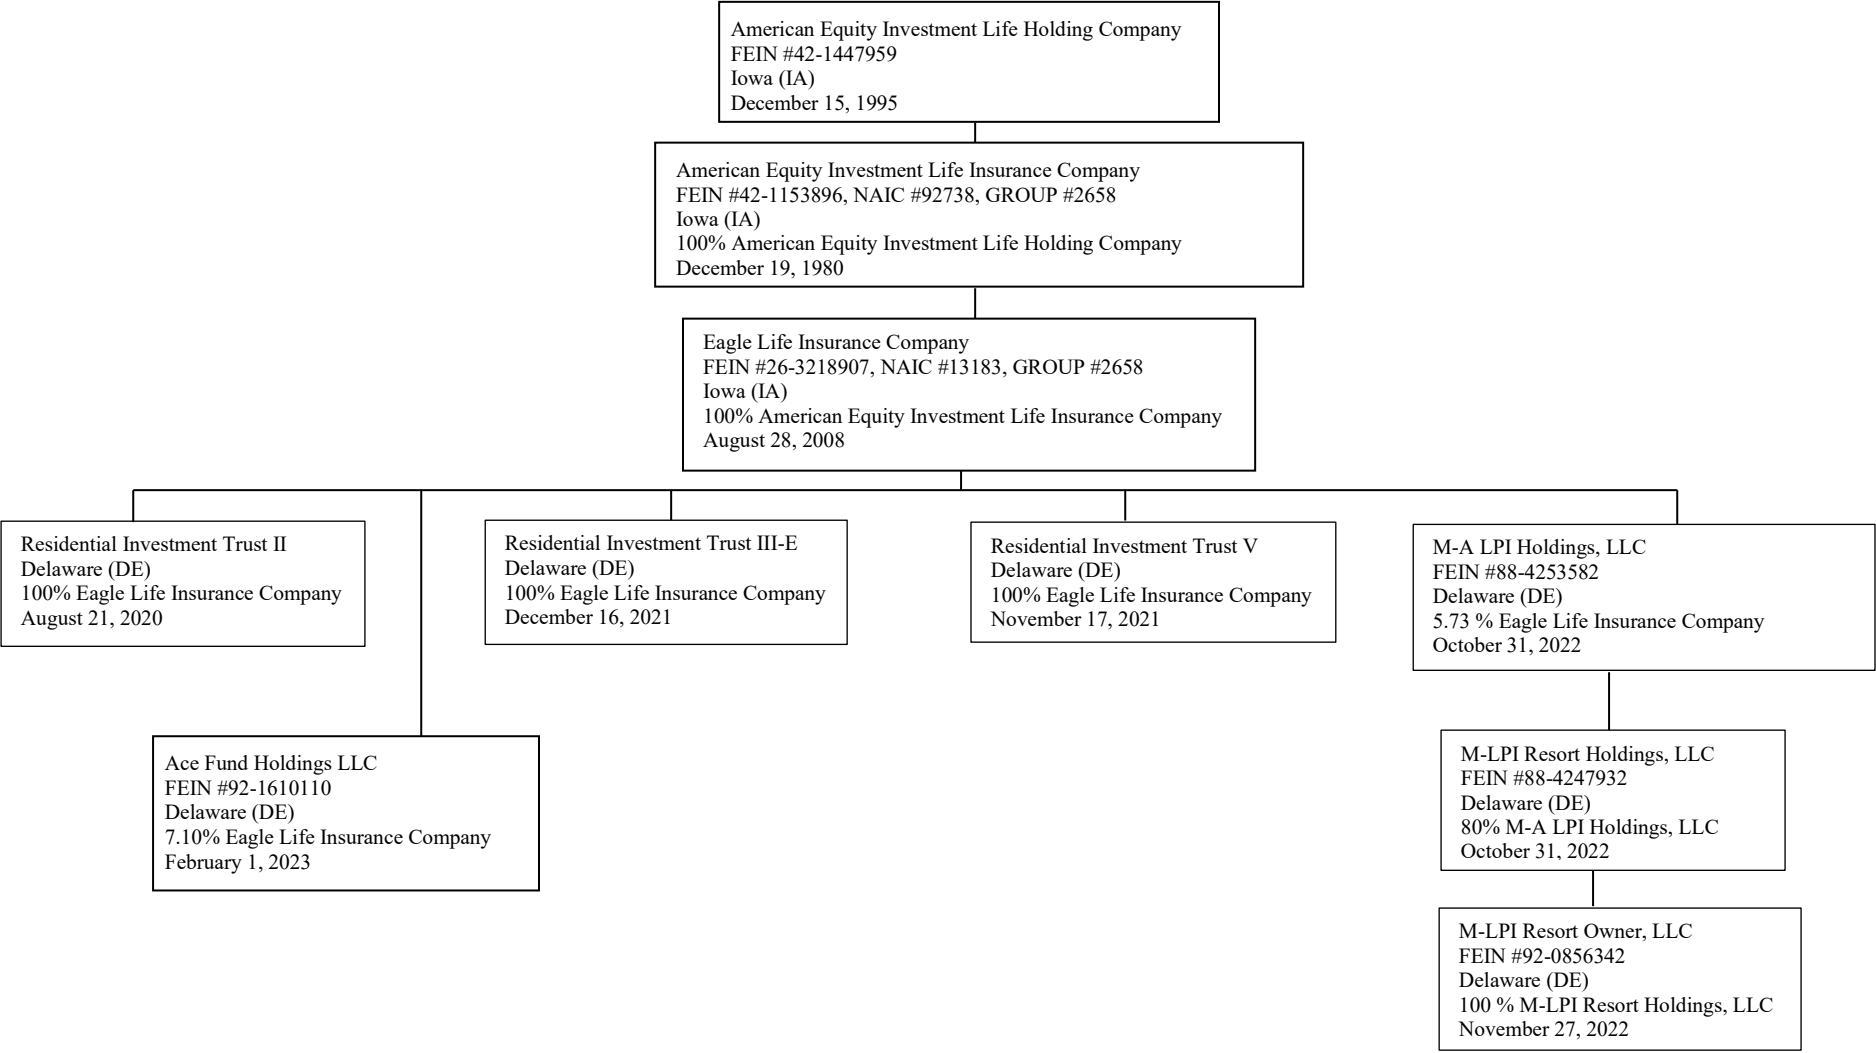 American Equity Investment Life Holding Company
FEIN #42-1447959
Iowa (IA)
December 15, 1995
American Equity Investment Life Insurance Company
FEIN #42-1153896, NAIC #92738, GROUP #2658
Iowa (IA)
100% American Equity Investment Life Holding Company
December 19, 1980
Eagle Life Insurance Company
FEIN #26-3218907, NAIC #13183, GROUP #2658
Iowa (IA)
100% American Equity Investment Life Insurance Company
August 28, 2008
Residential Investment Trust II
Delaware (DE)
100% Eagle Life Insurance Company
August 21, 2020
Residential Investment Trust III-E
Delaware (DE)
100% Eagle Life Insurance Company
December 16, 2021
Residential Investment Trust V
Delaware (DE)
100% Eagle Life Insurance Company
November 17, 2021
M-A LPI Holdings, LLC
FEIN #88-4253582
Delaware (DE)
5.73 % Eagle Life Insurance Company
October 31, 2022
Ace Fund Holdings LLC
FEIN #92-1610110
Delaware (DE)
7.10% Eagle Life Insurance Company
February 1, 2023
M-LPI Resort Holdings, LLC
FEIN #88-4247932
Delaware (DE)
80% M-A LPI Holdings, LLC
October 31, 2022
M-LPI Resort Owner, LLC
FEIN #92-0856342
Delaware (DE)
100 % M-LPI Resort Holdings, LLC
November 27, 2022